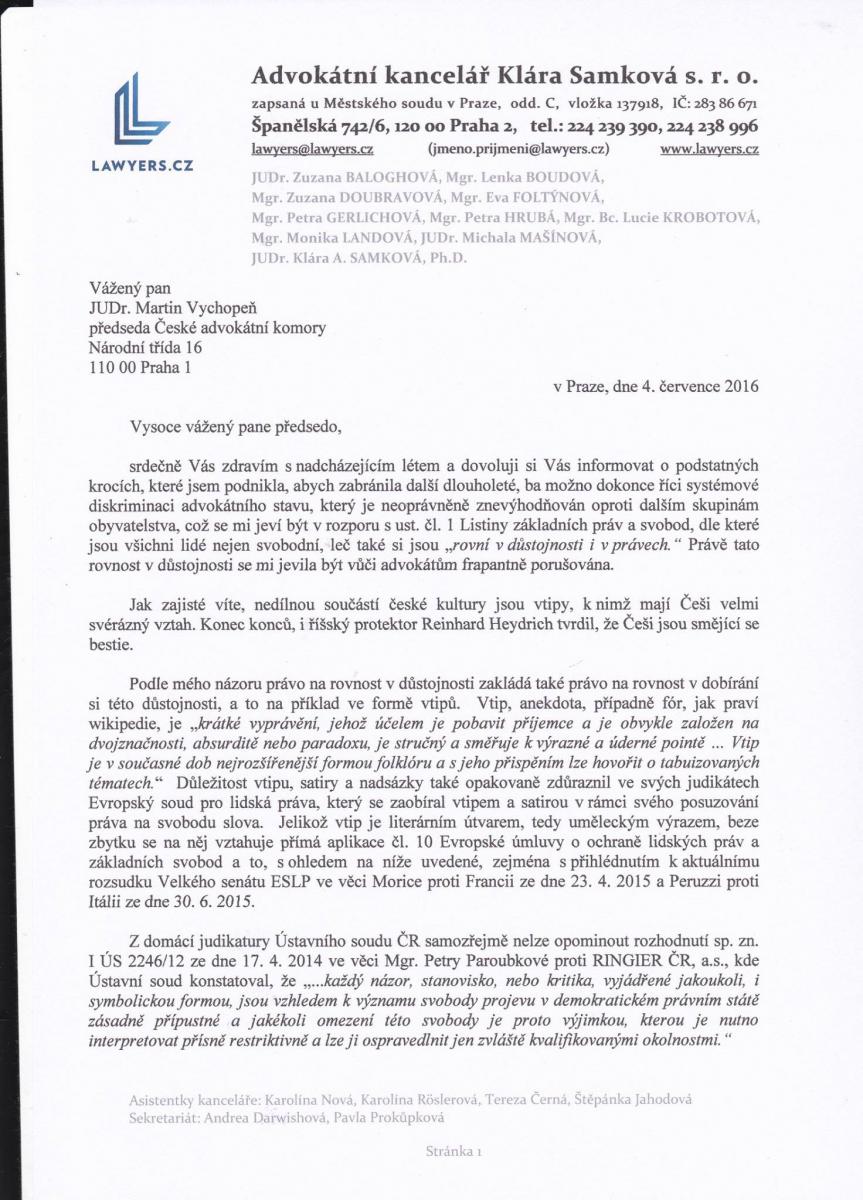 Advokátní kancelář Klára Samková s. r. o.
zapsaná u Městského soudu v Praze, odd. C, vložka 137918, IČ: 283 86 671
Španělská 742/6, 120 00 Praha 2, tel.: 224 239 390, 224 238 996
lawyers@lawyers.cz (jmeno.prijmeni@lawyers.cz) www.lawyers.cz
LAWYERS.CZ
JUDr. Zuzana BALOGHOVÁ, Mgr. Lenka BOUDOVÁ,
Mgr. Zuzana DOUBRAVOVÁ, Mgr. Eva FOLTÝNOVÁ,
Mgr. Petra GERLICHOVÁ, Mgr. Petra HRUBÁ, Mgr. Bc. Lucie KROBOTOVÁ,
Mgr. Monika LANDOVÁ, JUDr. Michala MAŠÍNOVÁ,
JUDr. Klára A. SAMKOVÁ, Ph.D.
Vážený pan
JUDr. Martin Vychopeň
předseda České advokátní komory
Národní třída 16
110 00 Praha 1
v Praze, dne 4. července 2016
Vysoce vážený pane předsedo,
srdečně Vás zdravím s nadcházejícím létem a dovoluji si Vás informovat o podstatných
krocích, které jsem podnikla, abych zabránila další dlouholeté, ba možno dokonce říci systémové
diskriminaci advokátního stavu, který je neoprávněně znevýhodňován oproti dalším skupinám
obyvatelstva, což se mi jeví být v rozporu s ust. čl. 1 Listiny základních práv a svobod, dle které
jsou všichni lidé nejen svobodní, leč také si jsou „rovní v důstojnosti i v právech.“ Právě tato
rovnost v důstojnosti se mi jevila být vůči advokátům frapantně porušována.
Jak zajisté víte, nedílnou součástí české kultury jsou vtipy, k nimž mají Češi velmi
svérázný vztah. Konec konců, i říšský protektor Reinhard Heydrich tvrdil, že Češi jsou smějící se
bestie.
Podle mého názoru právo na rovnost v důstojnosti zakládá také právo na rovnost v dobírání
si této důstojnosti, a to na příklad ve formě vtipů. Vtip, anekdota, případně fór, jak praví
wikipedie, je „krátké vyprávění, jehož účelem je pobavit příjemce a je obvykle založen na
dvojznačnosti, absurditě nebo paradoxu, je stručný a směřuje k výrazné a úderné pointě ... Vtip
je v současné dob nejrozšířenější formou folklóru a s jeho přispěním lze hovořit o tabuizovaných
tématech.“ Důležitost vtipu, satiry a nadsázky také opakovaně zdůraznil ve svých judikátech
Evropský soud pro lidská práva, který se zaobíral vtipem a satirou v rámci svého posuzování
práva na svobodu slova. Jelikož vtip je literárním útvarem, tedy uměleckým výrazem, beze
zbytku se na něj vztahuje přímá aplikace čl. 10 Evropské úmluvy o ochraně lidských práv a
základních svobod a to, s ohledem na níže uvedené, zejména s přihlédnutím k aktuálnímu
rozsudku Velkého senátu ESLP ve věci Morice proti Francii ze dne 23. 4. 2015 a Peruzzi proti
Itálii ze dne 30. 6. 2015.
Z domácí judikatury Ústavního soudu ČR samozřejmě nelze opominout rozhodnutí sp. zn.
I ÚS 2246/12 ze dne 17. 4. 2014 ve věci Mgr. Petry Paroubkové proti RINGIER ČR, a.s., kde
Ústavní soud konstatoval, že „...každý názor, stanovisko, nebo kritika, vyjádřené jakoukoli, i
symbolickou formou, jsou vzhledem k významu svobody projevu v demokratickém právním státě
zásadně přípustné a jakékoli omezení této svobody je proto výjimkou, kterou je nutno
interpretovat přísně restriktivně a lze ji ospravedlnit jen zvláště kvalifikovanými okolnostmi.“
Asistentky kanceláře: Karolína Nová, Karolína Röslerová, Tereza Černá, Štěpánka Jahodová
Sekretariát: Andrea Darwishová, Pavla Prokůpková
Stránka 1